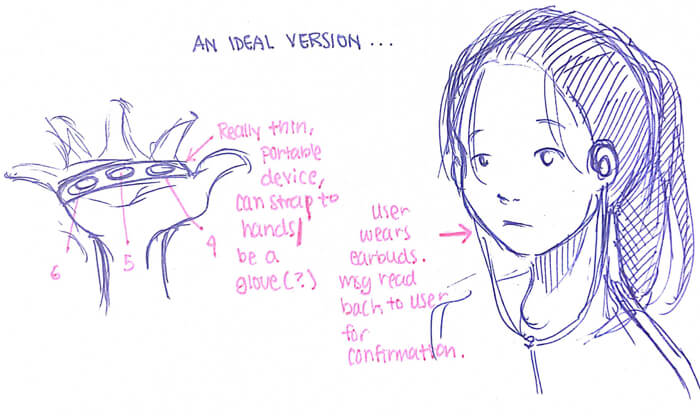 AN IDEAL VERSION...
Really thin,
portable
device,
can strap to
hands/
be a
glove(?)
6
5
4
user
wears
earbuds.
msg read
back to user
for
confirmation.